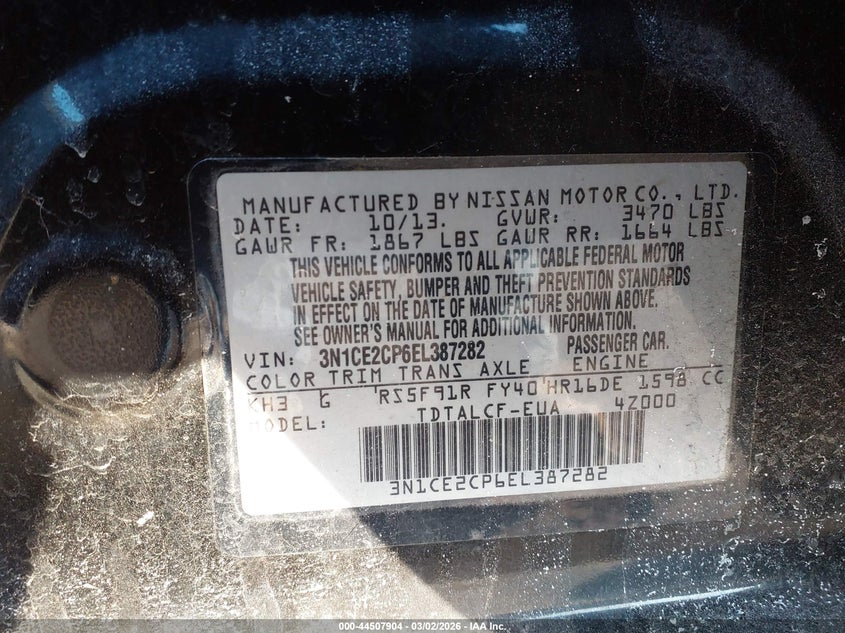 MANUFACTURED BY NISSAN MOTOR CO., LTD.
DATE: 10/13. GVWR: 3470 LBS
GAWR FR: 1867 LBS GAWR RR: 1664 LBS
THIS VEHICLE CONFORMS TO ALL APPLICABLE FEDERAL MOTOR
VEHICLE SAFETY, BUMPER AND THEFT PREVENTION STANDARDS
IN EFFECT ON THE DATE OF MANUFACTURE SHOWN ABOVE.
SEE OWNER'S MANUAL FOR ADDITIONAL INFORMATION.
VIN: 3N1CE2CP6EL387282 PASSENGER CAR.
COLOR TRIM TRANS AXLE ENGINE
KH3 G RS5F91R FY40 HR16DE 1598 CC
MODEL: TDTALCF-EUA 4Z000
3N1CE2CP6EL387282
000-44507904 - 03/02/2026 - IAA Inc.